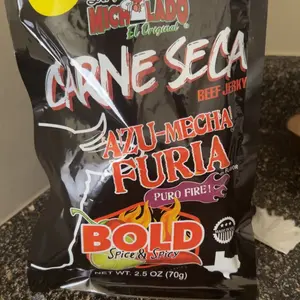 MICHELADO
El Original
CARNE SECA
BEEF JERKY
AZU-MECHA
FURIA
PURO FIRE!
BOLD
Spice & Spicy
NET WT. 2.5 OZ (70g)